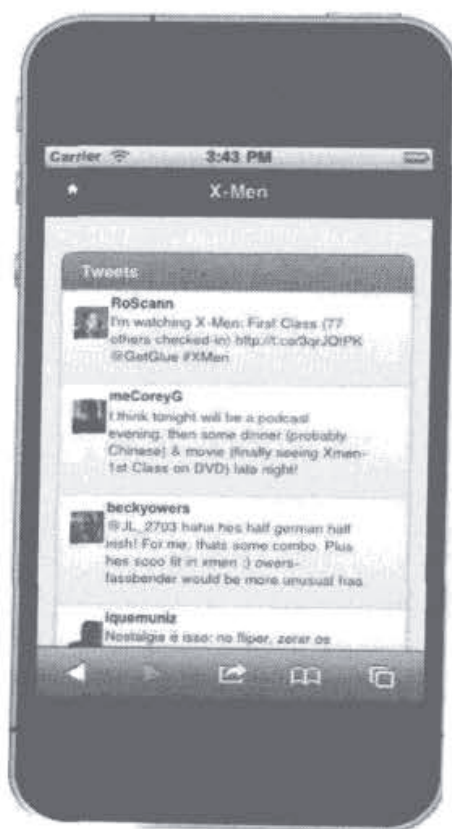 Carrier 3:43 PM
X-Men
Tweets
RoScann
I'm watching X-Men: First Class (77
others checked-in) http://t.co/3qrJQIPK
@GetGlue #XMen
meCoreyG
I think tonight will be a podcast
evening, then some dinner (probably
Chinese) & movie (finally seeing Xmen-
1st Class on DVD) late night!
beckyowers
@JL_2703 haha hes half german half
irish! For me, thats some combo. Plus
hes sooo fit in xmen :) owers-
fassbender would be more unusual haa
iquemuniz
Nostalgia é isso: no fliper, zerar os